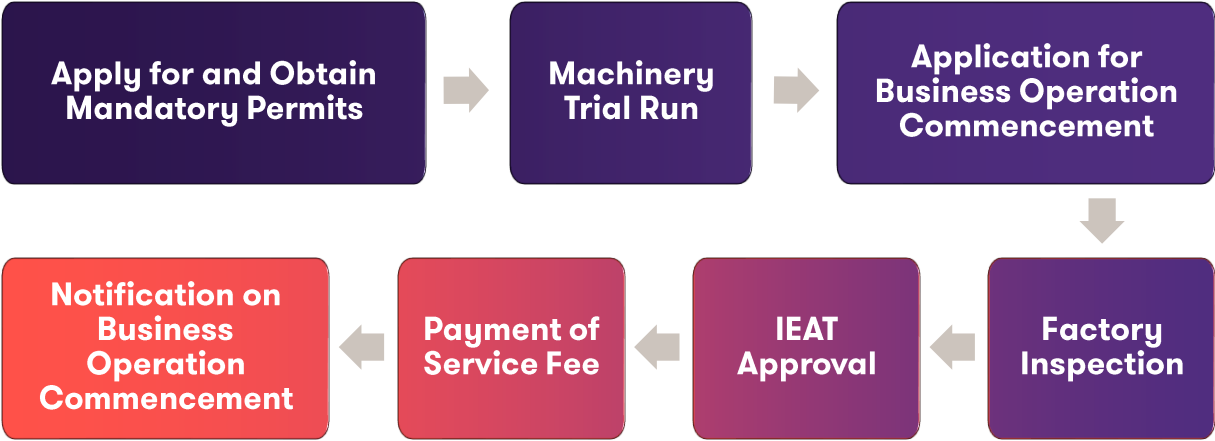 Apply for and Obtain
Mandatory Permits
Machinery
Trial Run
Application for
Business Operation
Commencement
Factory
Inspection
IEAT
Approval
Payment of
Service Fee
Notification on
Business
Operation
Commencement